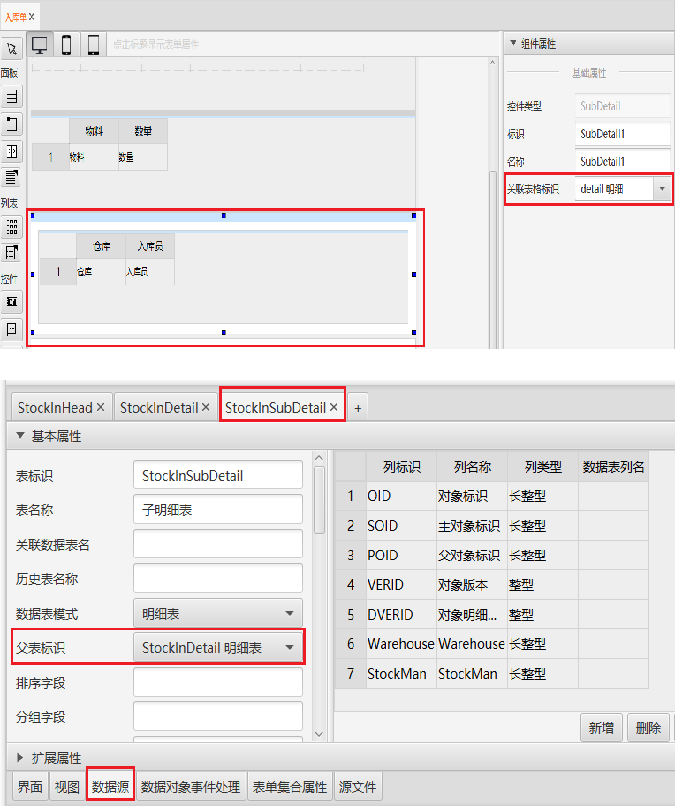 入库单 ×
点击标题显示表单属性
组件属性
面板
基础属性
物料 数量
控件类型 SubDetail
1 物料 数量
标识 SubDetail1
名称 SubDetail1
关联表格标识 detail 明细
列表
仓库 入库员
1 仓库 入库员
控件
StockInHead × StockInDetail × StockInSubDetail × +
基本属性
表标识 StockInSubDetail
表名称 子明细表
关联数据表名
历史表名称
数据表模式 明细表
父表标识 StockInDetail 明细表
排序字段
分组字段
列标识 列名称 列类型 数据表列名
1 OID 对象标识 长整型
2 SOID 主对象标识 长整型
3 POID 父对象标识 长整型
4 VERID 对象版本 整型
5 DVERID 对象明细... 整型
6 Warehouse Warehouse 长整型
7 StockMan StockMan 长整型
新增 删除
扩展属性
界面 视图 数据源 数据对象事件处理 表单集合属性 源文件